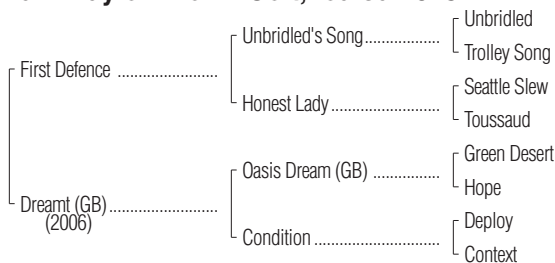 Unbridled
Unbridled's Song
Trolley Song
First Defence
Seattle Slew
Honest Lady
Toussaud
Green Desert
Oasis Dream (GB)
Hope
Dreamt (GB)
(2006)
Deploy
Condition
Context